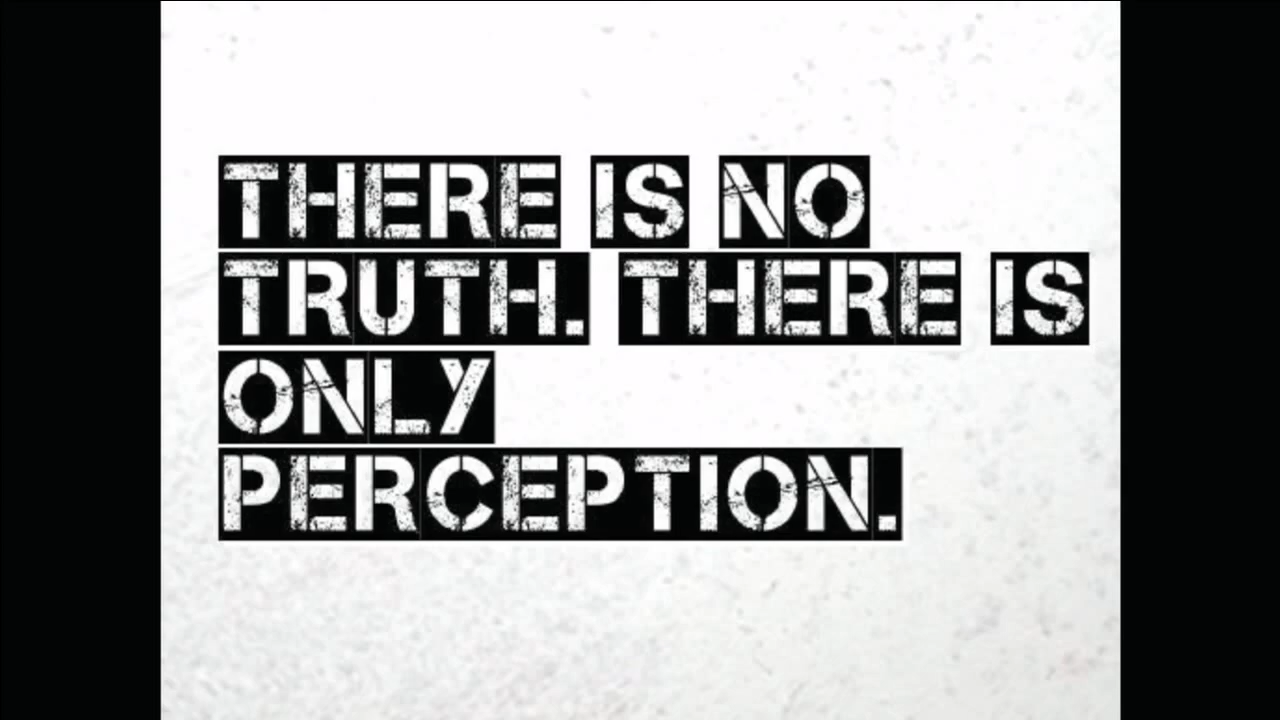 THERE IS NO
TRUTH. THERE IS
ONLY
PERCEPTION.